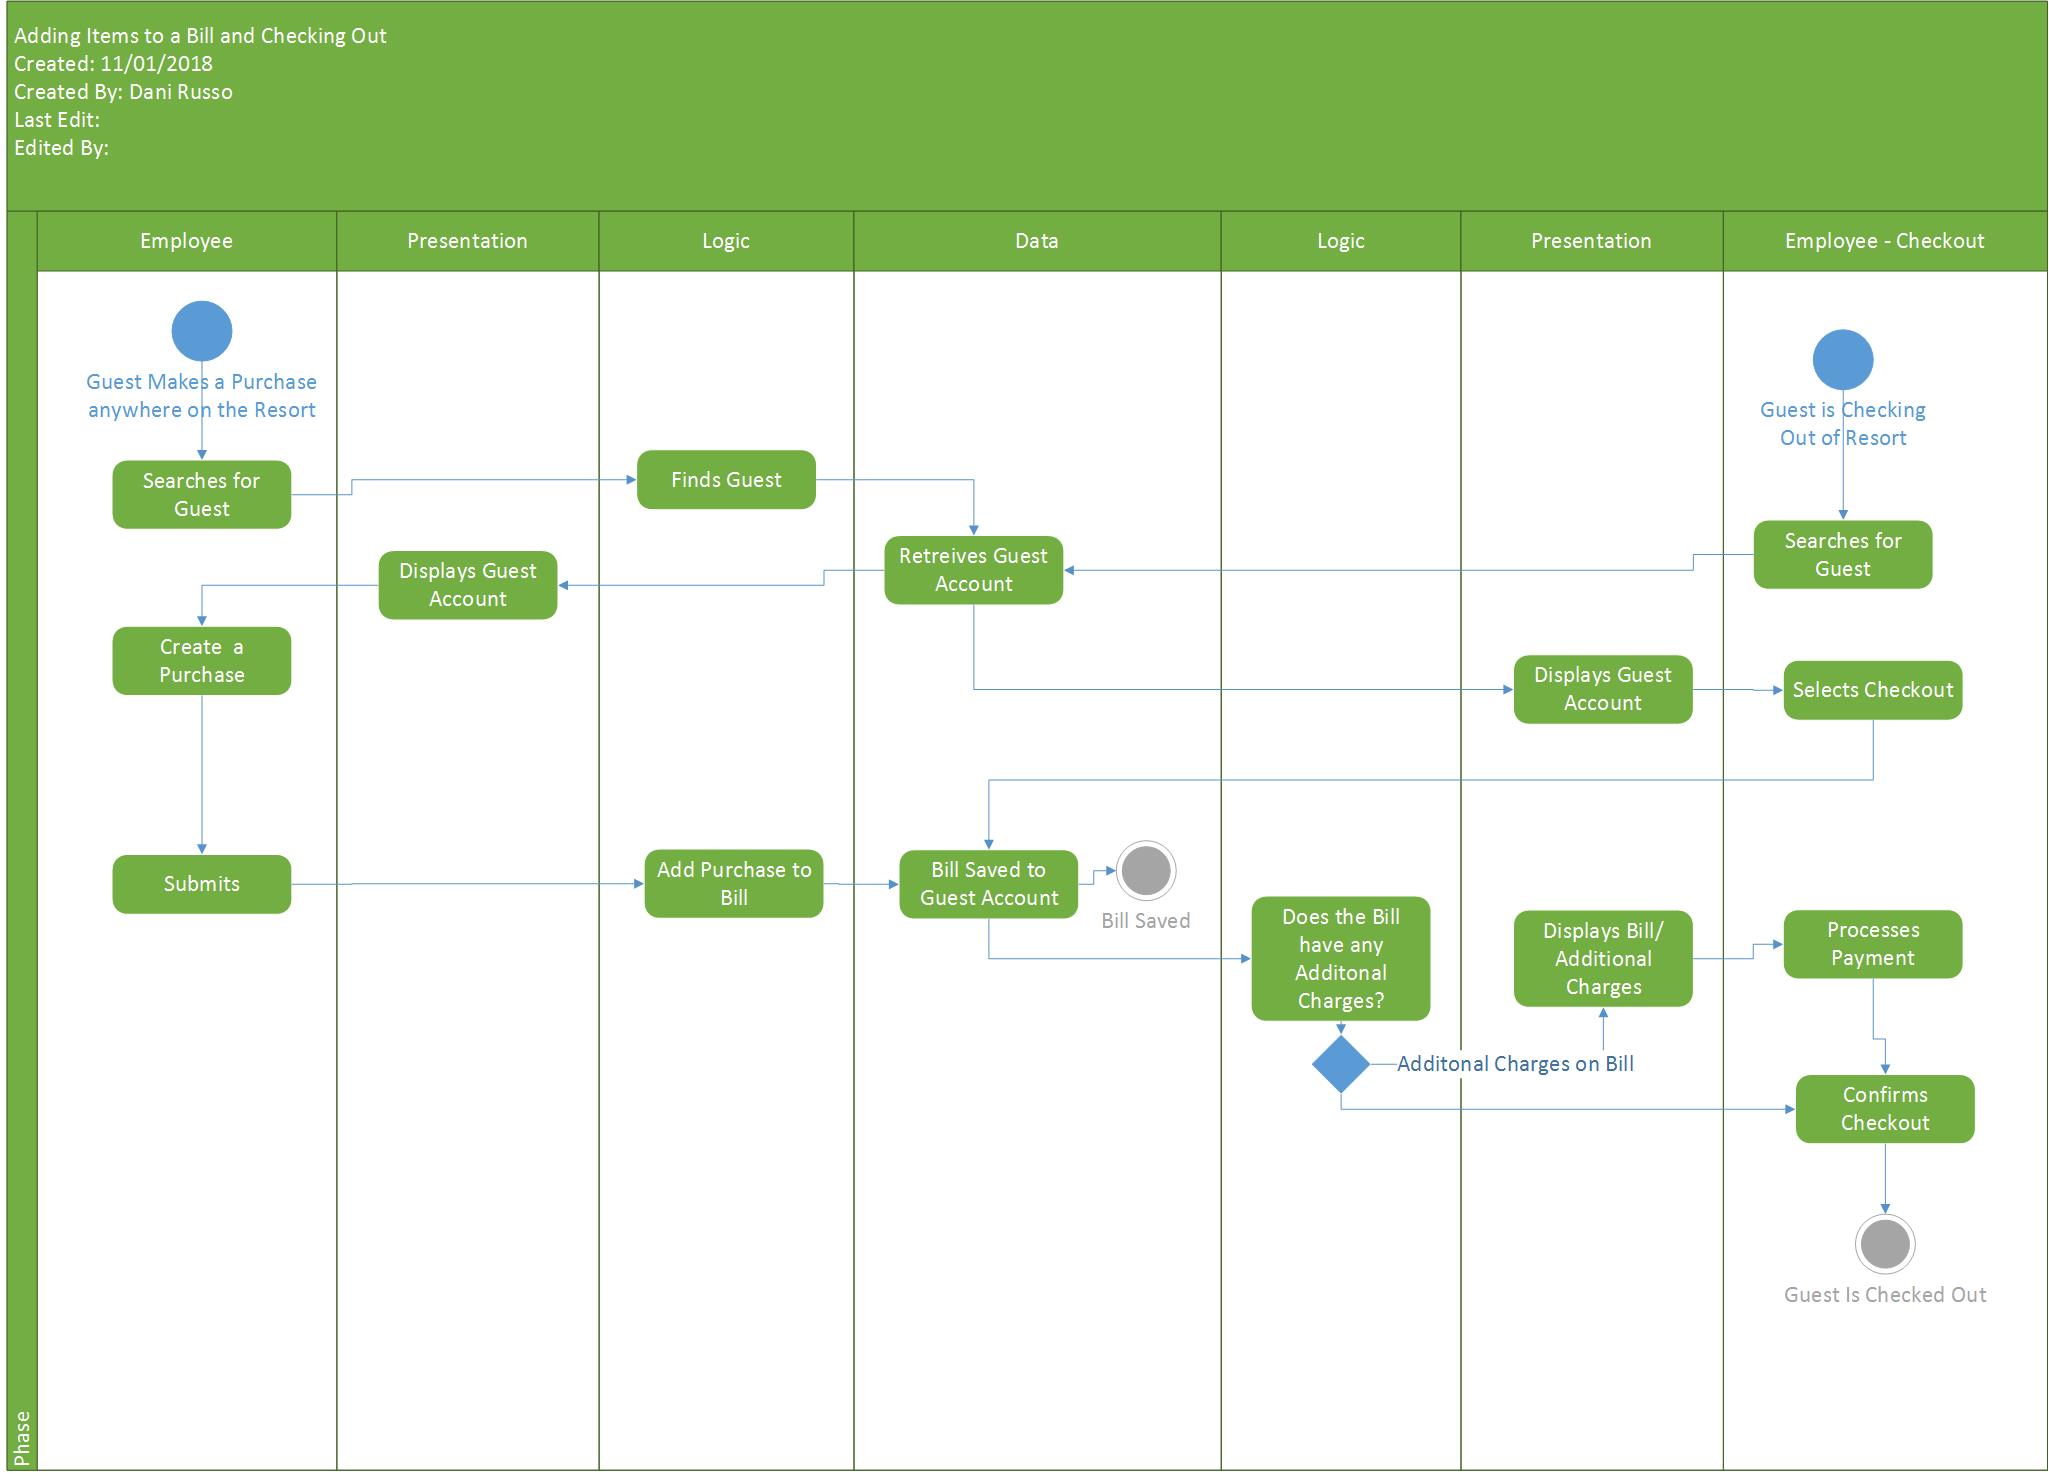 Adding Items to a Bill and Checking Out
Created: 11/01/2018
Created By: Dani Russo
Last Edit:
Edited By:
Employee
Presentation
Logic
Data
Logic
Presentation
Employee - Checkout
Guest Makes a Purchase
anywhere on the Resort
Guest is Checking
Out of Resort
Searches for
Guest
Finds Guest
Retreives Guest
Account
Searches for
Guest
Displays Guest
Account
Create a
Purchase
Displays Guest
Account
Selects Checkout
Submits
Add Purchase to
Bill
Bill Saved to
Guest Account
Bill Saved
Does the Bill
have any
Additonal
Charges?
Displays Bill/
Additional
Charges
Processes
Payment
Additonal Charges on Bill
Confirms
Checkout
Guest Is Checked Out
Phase